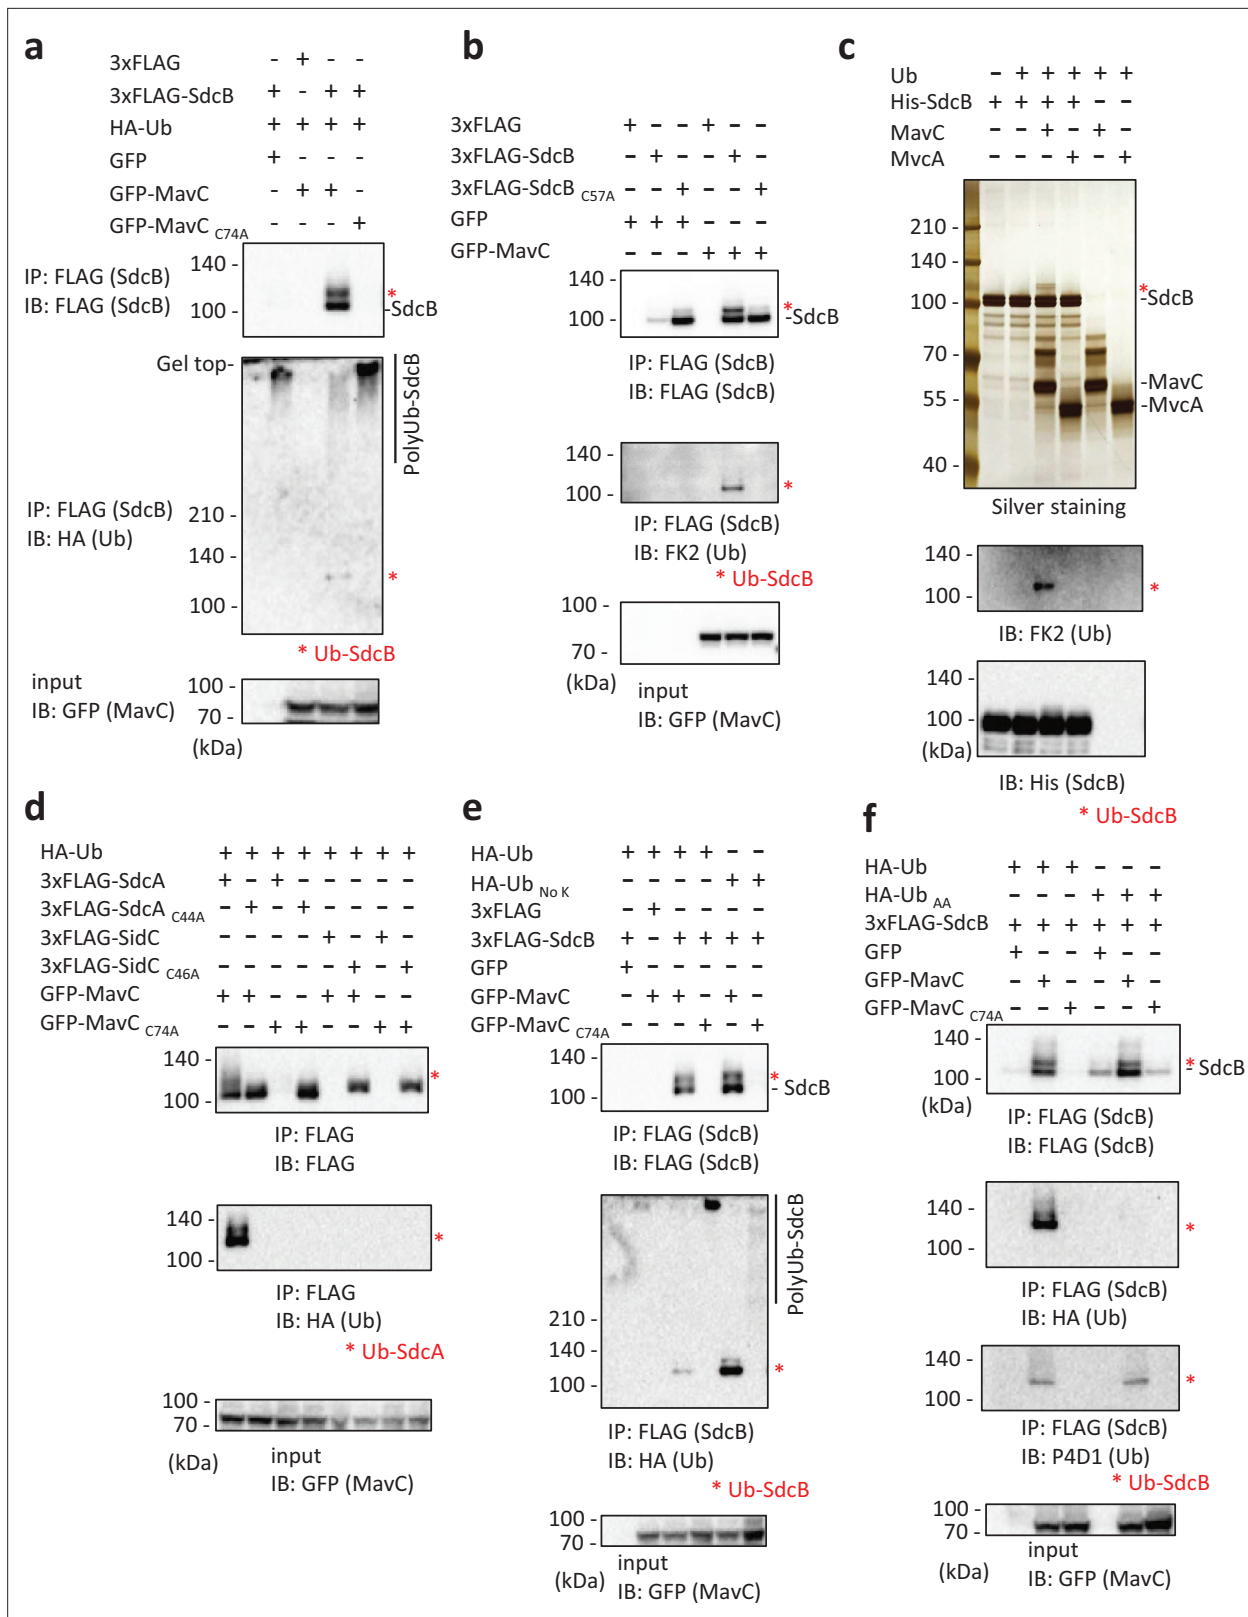 a
3xFLAG - + - -
3xFLAG-SdcB + - + +
HA-Ub + + + +
GFP + - - -
GFP-MavC - + + -
GFP-MavC C74A - - - +
IP: FLAG (SdcB)
IB: FLAG (SdcB)
140 -
100 -
*
-SdcB
Gel top-
PolyUb-SdcB
IP: FLAG (SdcB)
IB: HA (Ub)
210 -
140 -
100 -
*
* Ub-SdcB
input
IB: GFP (MavC)
100 -
70 -
(kDa)
b
3xFLAG + - - + - -
3xFLAG-SdcB - + - - + -
3xFLAG-SdcB C57A - - + - - +
GFP + + + - - -
GFP-MavC - - - + + +
100 -
*
-SdcB
IP: FLAG (SdcB)
IB: FLAG (SdcB)
140 -
100 -
*
IP: FLAG (SdcB)
IB: FK2 (Ub)
* Ub-SdcB
100 -
70 -
(kDa)
input
IB: GFP (MavC)
c
Ub - + + + + +
His-SdcB + + + + - -
MavC - - + - + -
MvcA - - - + - +
210 -
140 -
100 -
70 -
55 -
40 -
*
-SdcB
-MavC
-MvcA
Silver staining
140 -
100 -
*
IB: FK2 (Ub)
140 -
100 -
(kDa)
IB: His (SdcB)
* Ub-SdcB
d
HA-Ub + + + + + + + +
3xFLAG-SdcA + - + - - - - -
3xFLAG-SdcA C44A - + - + - - - -
3xFLAG-SidC - - - - + - + -
3xFLAG-SidC C46A - - - - - + - +
GFP-MavC + + - - + + - -
GFP-MavC C74A - - + + - - + +
140 -
100 -
*
IP: FLAG
IB: FLAG
140 -
100 -
*
IP: FLAG
IB: HA (Ub)
* Ub-SdcA
100 -
70 -
(kDa)
input
IB: GFP (MavC)
e
HA-Ub + + + + - -
HA-Ub No K - - - - + +
3xFLAG - + - - - -
3xFLAG-SdcB + - + + + +
GFP + - - - - -
GFP-MavC - + + - + -
GFP-MavC C74A - - - + - +
140 -
100 -
*
- SdcB
IP: FLAG (SdcB)
IB: FLAG (SdcB)
PolyUb-SdcB
210 -
140 -
100 -
*
IP: FLAG (SdcB)
IB: HA (Ub)
* Ub-SdcB
100 -
70 -
(kDa)
input
IB: GFP (MavC)
f
HA-Ub + + + - - -
HA-Ub AA - - - + + +
3xFLAG-SdcB + + + + + +
GFP + - - + - -
GFP-MavC - + - - + -
GFP-MavC C74A - - + - - +
140 -
100 -
(kDa)
*
- SdcB
IP: FLAG (SdcB)
IB: FLAG (SdcB)
140 -
100 -
*
IP: FLAG (SdcB)
IB: HA (Ub)
140 -
100 -
*
IP: FLAG (SdcB)
IB: P4D1 (Ub)
* Ub-SdcB
100 -
70 -
(kDa)
input
IB: GFP (MavC)